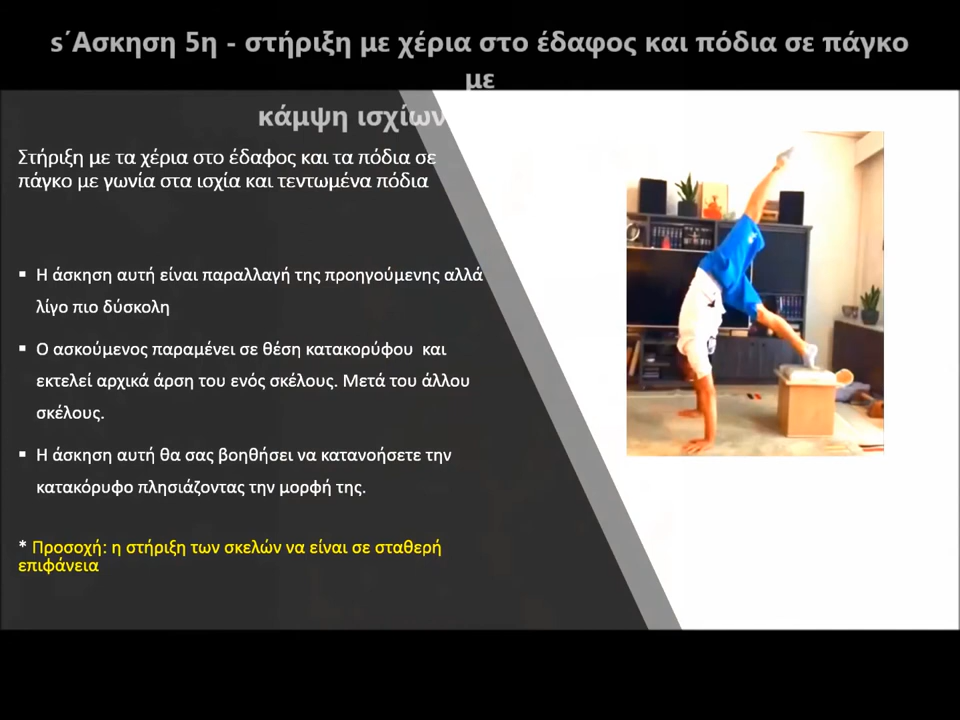 s΄Ασκηση 5η - στήριξη με χέρια στο έδαφος και πόδια σε πάγκο
με
κάμψη ισχίων
Στήριξη με τα χέρια στο έδαφος και τα πόδια σε
πάγκο με γωνία στα ισχία και τεντωμένα πόδια
▪ Η άσκηση αυτή είναι παραλλαγή της προηγούμενης αλλά
λίγο πιο δύσκολη
▪ Ο ασκούμενος παραμένει σε θέση κατακορύφου και
εκτελεί αρχικά άρση του ενός σκέλους. Μετά του άλλου
σκέλους.
▪ Η άσκηση αυτή θα σας βοηθήσει να κατανοήσετε την
κατακόρυφο πλησιάζοντας την μορφή της.
* Προσοχή: η στήριξη των σκελών να είναι σε σταθερή
επιφάνεια